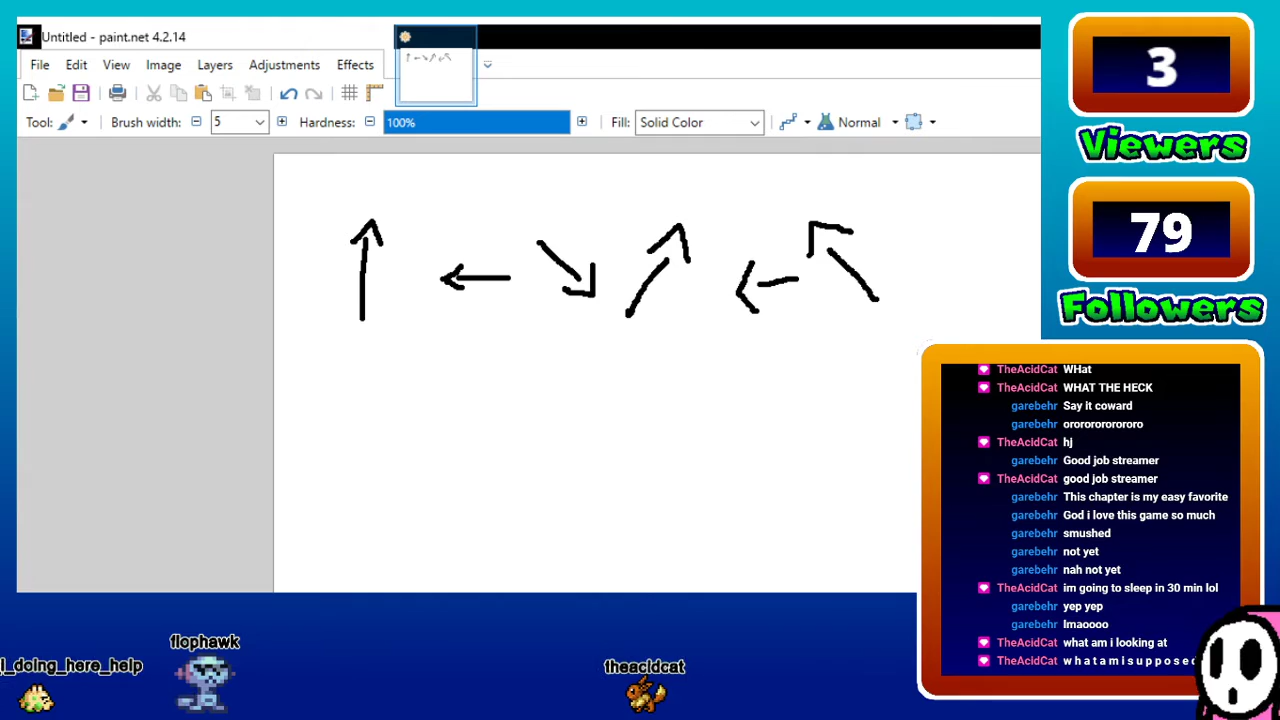 Untitled - paint.net 4.2.14
File Edit View Image Layers Adjustments Effects
Tool: Brush width: 5 Hardness: 100% Fill: Solid Color Normal
↑ ← ↘ ↗ ← ↖
3
Viewers
79
Followers
TheAcidCat WHat
TheAcidCat WHAT THE HECK
garebehr Say it coward
garebehr orororororororo
TheAcidCat hj
garebehr Good job streamer
TheAcidCat good job streamer
garebehr This chapter is my easy favorite
garebehr God i love this game so much
garebehr smushed
garebehr not yet
garebehr nah not yet
TheAcidCat im going to sleep in 30 min lol
garebehr yep yep
garebehr lmaoooo
TheAcidCat what am i looking at
TheAcidCat w h a t a m i s u p p o s e
flophawk
i_doing_here_help
theacidcat